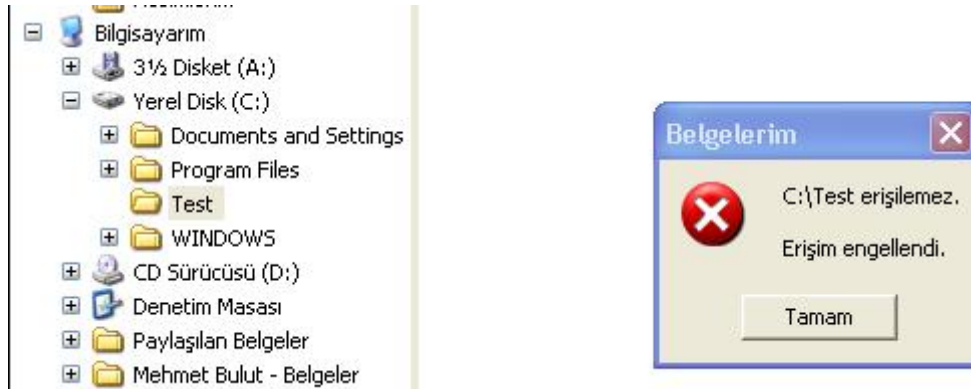 Bilgisayarım
3½ Disket (A:)
Yerel Disk (C:)
Documents and Settings
Program Files
Test
WINDOWS
CD Sürücüsü (D:)
Denetim Masası
Paylaşılan Belgeler
Mehmet Bulut - Belgeler
Belgelerim
C:\Test erişilemez.
Erişim engellendi.
Tamam